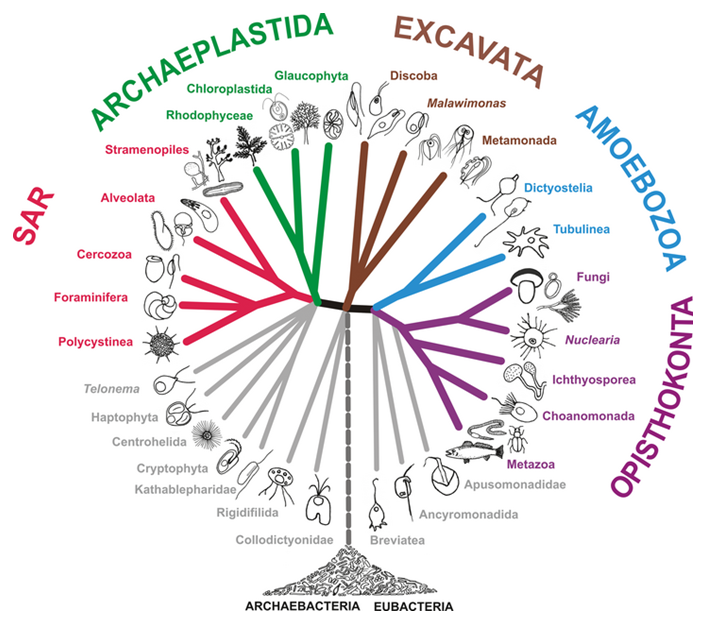 ARCHAEPLASTIDA
EXCAVATA
AMOEBOZOA
SAR
OPISTHOKONTA
Glaucophyta
Chloroplastida
Rhodophyceae
Stramenopiles
Alveolata
Cercozoa
Foraminifera
Polycystinea
Telonema
Haptophyta
Centrohelida
Cryptophyta
Kathablepharidae
Rigidifilida
Collodictyonidae
Discoba
Malawimonas
Metamonada
Dictyostelia
Tubulinea
Fungi
Nuclearia
Ichthyosporea
Choanomonada
Metazoa
Apusomonadidae
Ancyromonadida
Breviatea
ARCHAEBACTERIA EUBACTERIA